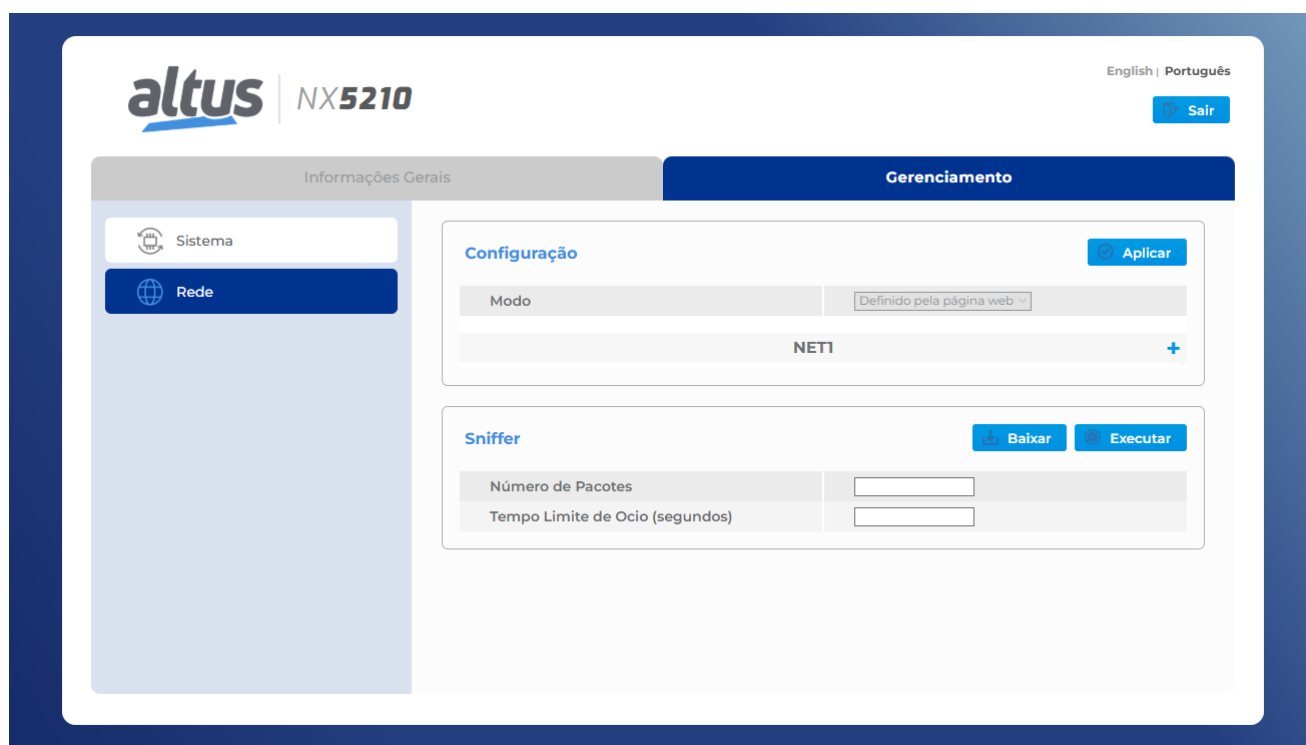 English | Português
altus NX5210
Sair
Informações Gerais
Gerenciamento
Sistema
Rede
Configuração
Aplicar
Modo
Definido pela página web
NET1
+
Sniffer
Baixar
Executar
Número de Pacotes
Tempo Limite de Ocio (segundos)